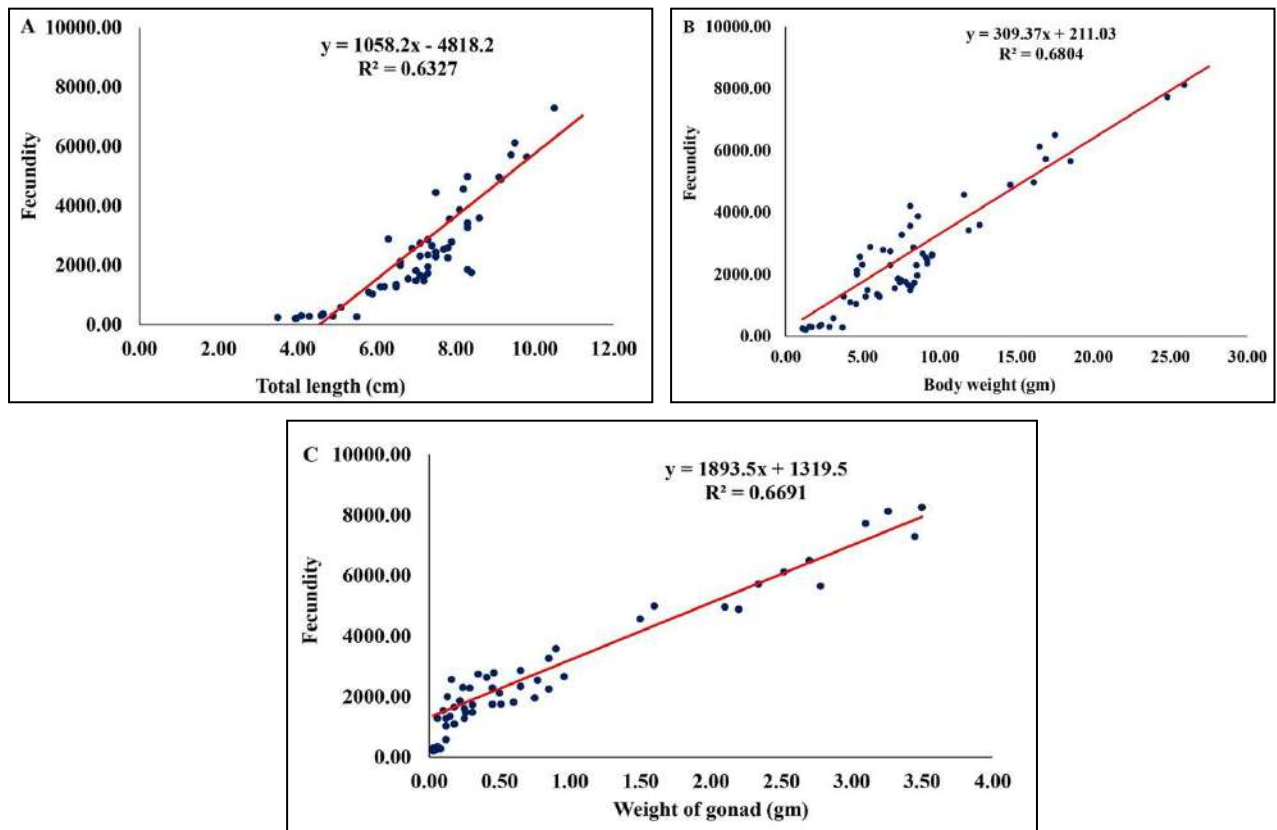 A
10000.00
8000.00
6000.00
4000.00
2000.00
0.00
Fecundity
y = 1058.2x - 4818.2
R² = 0.6327
0.00 2.00 4.00 6.00 8.00 10.00 12.00
Total length (cm)
B
10000.00
8000.00
6000.00
4000.00
2000.00
0.00
Fecundity
y = 309.37x + 211.03
R² = 0.6804
0.00 5.00 10.00 15.00 20.00 25.00 30.00
Body weight (gm)
C
10000.00
8000.00
6000.00
4000.00
2000.00
0.00
Fecundity
y = 1893.5x + 1319.5
R² = 0.6691
0.00 0.50 1.00 1.50 2.00 2.50 3.00 3.50 4.00
Weight of gonad (gm)